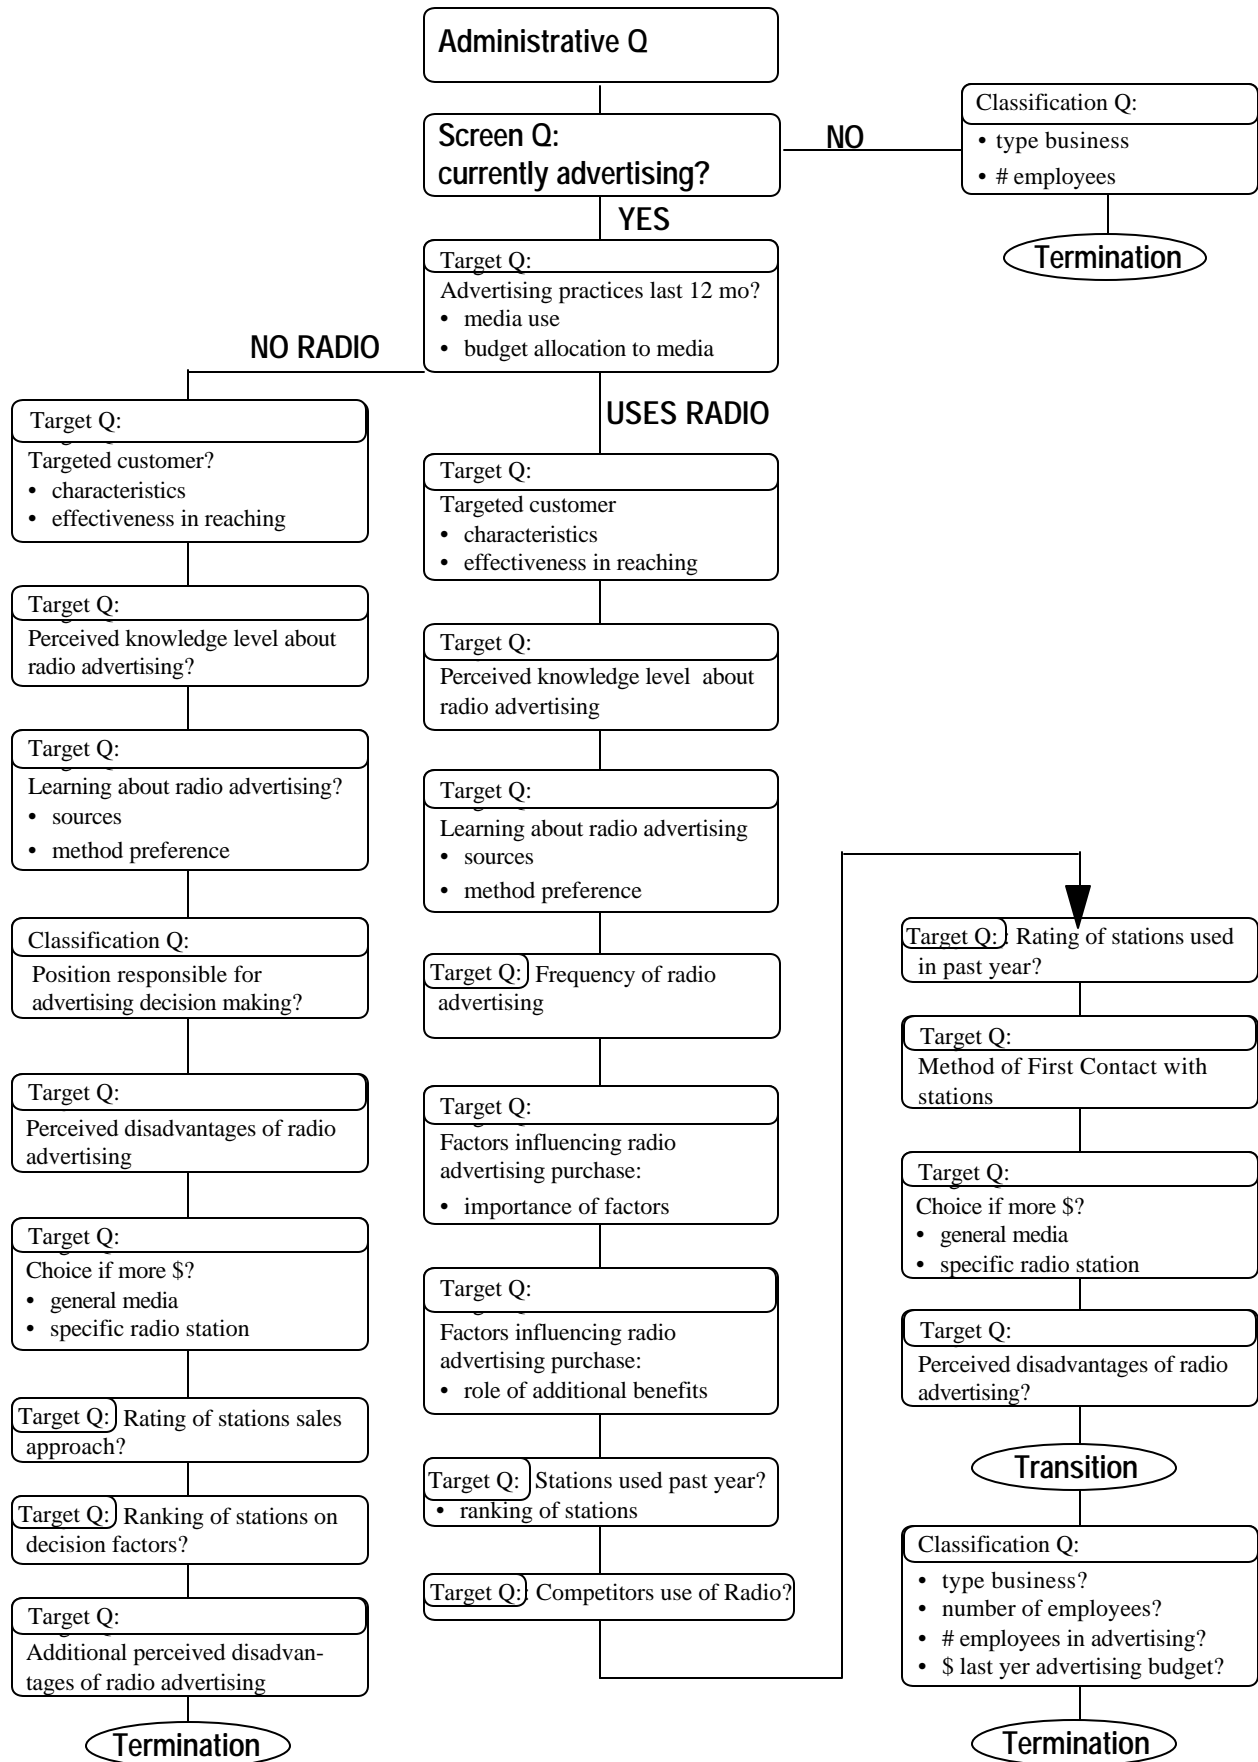 Administrative Q
Screen Q:
currently advertising?
NO
Classification Q:
• type business
• # employees
Termination
YES
Target Q:
Advertising practices last 12 mo?
• media use
• budget allocation to media
NO RADIO
Target Q:
Targeted customer?
• characteristics
• effectiveness in reaching
Target Q:
Perceived knowledge level about
radio advertising?
Target Q:
Learning about radio advertising?
• sources
• method preference
Classification Q:
Position responsible for
advertising decision making?
Target Q:
Perceived disadvantages of radio
advertising
Target Q:
Choice if more $?
• general media
• specific radio station
Target Q: Rating of stations sales
approach?
Target Q: Ranking of stations on
decision factors?
Target Q:
Additional perceived disadvan-
tages of radio advertising
Termination
USES RADIO
Target Q:
Targeted customer
• characteristics
• effectiveness in reaching
Target Q:
Perceived knowledge level about
radio advertising
Target Q:
Learning about radio advertising
• sources
• method preference
Target Q: Frequency of radio
advertising
Target Q:
Factors influencing radio
advertising purchase:
• importance of factors
Target Q:
Factors influencing radio
advertising purchase:
• role of additional benefits
Target Q: Stations used past year?
• ranking of stations
Target Q:: Competitors use of Radio?
Target Q: : Rating of stations used
in past year?
Target Q:
Method of First Contact with
stations
Target Q:
Choice if more $?
• general media
• specific radio station
Target Q:
Perceived disadvantages of radio
advertising?
Transition
Classification Q:
• type business?
• number of employees?
• # employees in advertising?
• $ last yer advertising budget?
Termination